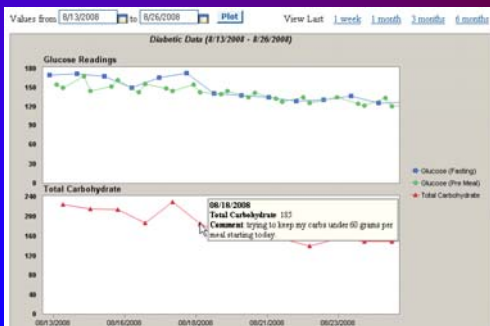 Values from 8/13/2008 to 8/26/2008 Plot View Last 1 week 1 month 3 months 6 months
Diabetic Data (8/13/2008 - 8/26/2008)
Glucose Readings
180
150
120
90
60
30
0
Glucose (Fasting)
Glucose (Pre Meal)
Total Carbohydrate
Total Carbohydrate
240
200
160
120
80
40
0
08/18/2008
Total Carbohydrate 185
Comment trying to keep my carbs under 60 grams per
meal starting today.
08/13/2008 08/16/2008 08/18/2008 08/21/2008 08/23/2008